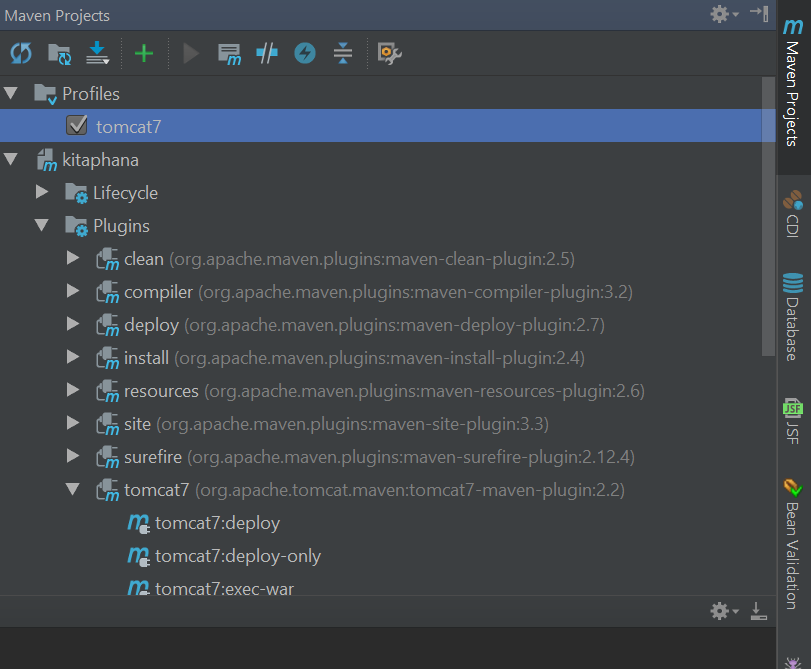 Maven Projects
Profiles
tomcat7
kitaphana
Lifecycle
Plugins
clean (org.apache.maven.plugins:maven-clean-plugin:2.5)
compiler (org.apache.maven.plugins:maven-compiler-plugin:3.2)
deploy (org.apache.maven.plugins:maven-deploy-plugin:2.7)
install (org.apache.maven.plugins:maven-install-plugin:2.4)
resources (org.apache.maven.plugins:maven-resources-plugin:2.6)
site (org.apache.maven.plugins:maven-site-plugin:3.3)
surefire (org.apache.maven.plugins:maven-surefire-plugin:2.12.4)
tomcat7 (org.apache.tomcat.maven:tomcat7-maven-plugin:2.2)
tomcat7:deploy
tomcat7:deploy-only
tomcat7:exec-war
Maven Projects
CDI
Database
JSF
JSF
Bean Validation